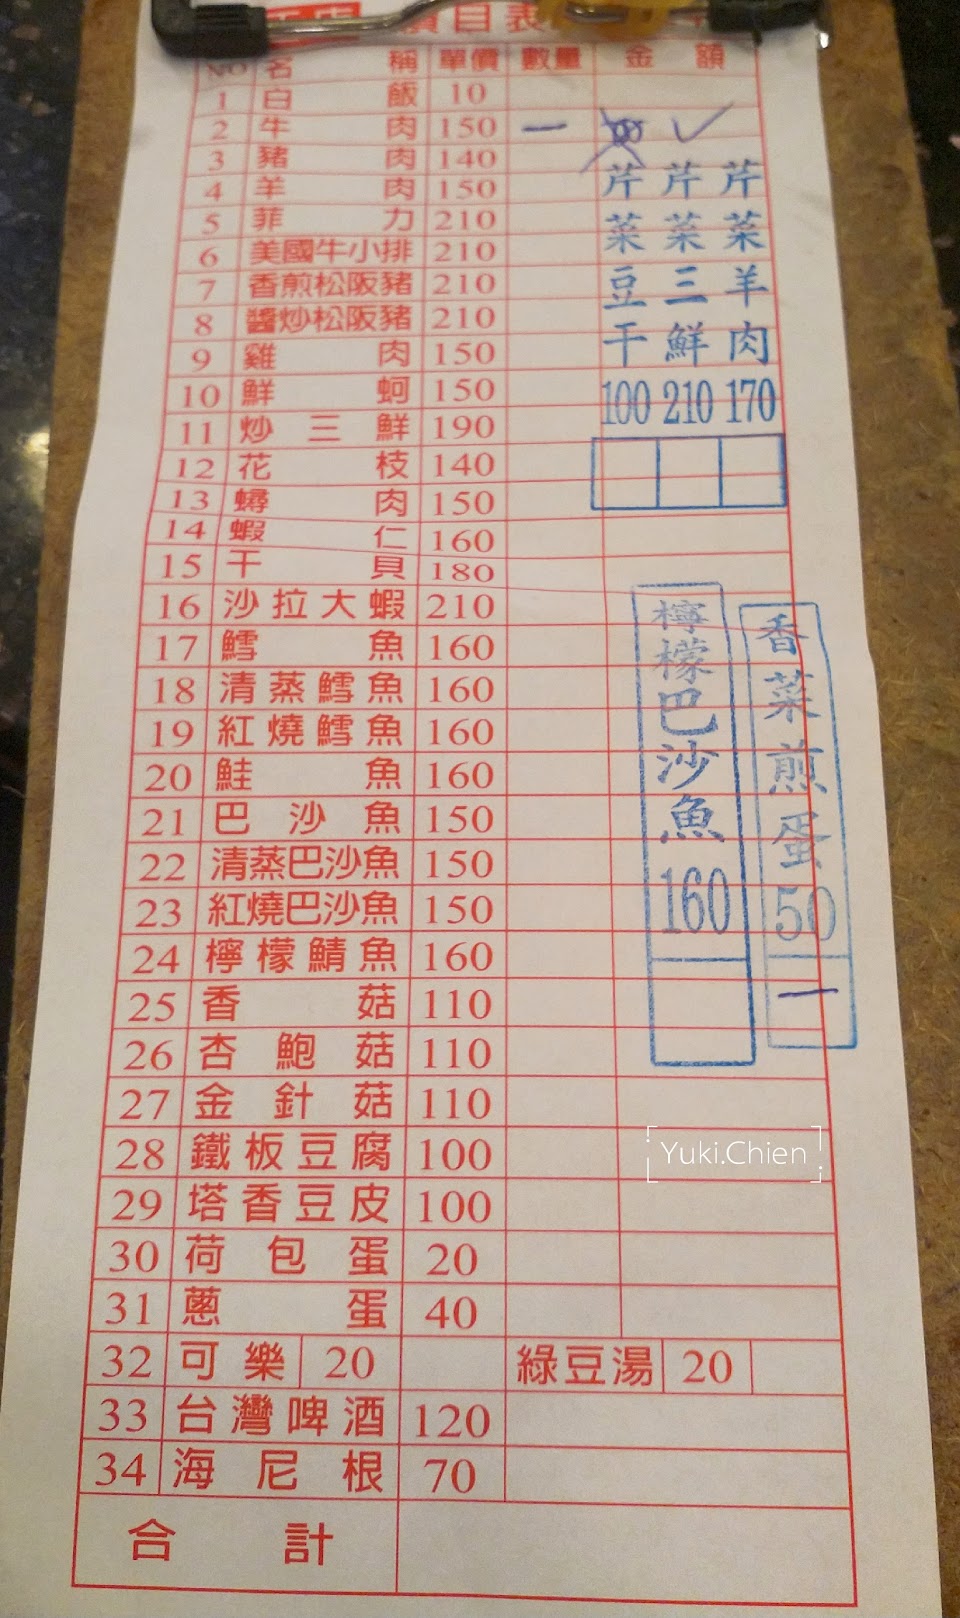 價目表
NO 名稱 單價 數量 金額
1 白飯 10
2 牛肉 150 一 ✓
3 豬肉 140
4 羊肉 150
5 菲力 210
6 美國牛小排 210
7 香煎松阪豬 210
8 醬炒松阪豬 210
9 雞肉 150
10 鮮蚵 150
11 炒三鮮 190
12 花枝 140
13 蟳肉 150
14 蝦仁 160
15 干貝 180
16 沙拉大蝦 210
17 鱈魚 160
18 清蒸鱈魚 160
19 紅燒鱈魚 160
20 鮭魚 160
21 巴沙魚 150
22 清蒸巴沙魚 150
23 紅燒巴沙魚 150
24 檸檬鯖魚 160
25 香菇 110
26 杏鮑菇 110
27 金針菇 110
28 鐵板豆腐 100
29 塔香豆皮 100
30 荷包蛋 20
31 蔥蛋 40
32 可樂 20 綠豆湯 20
33 台灣啤酒 120
34 海尼根 70
合計
芹菜豆干 100
芹菜三鮮 210
芹菜羊肉 170
檸檬巴沙魚 160
香菜煎蛋 50 一
Yuki.Chien